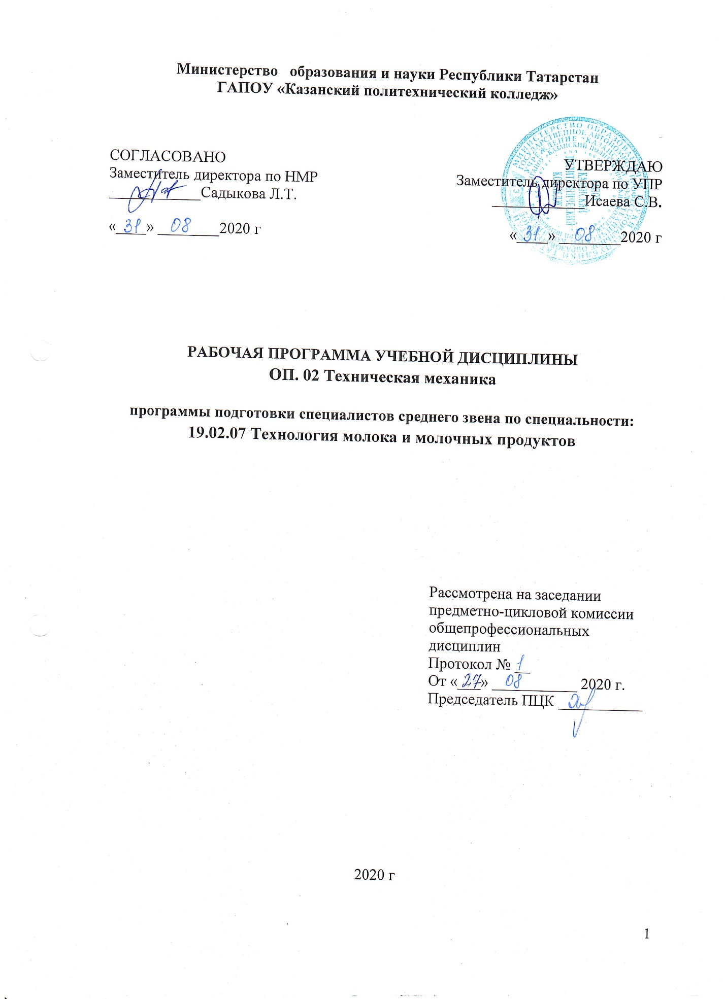 Министерство образования и науки Республики Татарстан
ГАПОУ «Казанский политехнический колледж»
СОГЛАСОВАНО
Заместитель директора по НМР
____________Садыкова Л.Т.
«31» 08 2020 г
УТВЕРЖДАЮ
Заместитель директора по УПР
____________Исаева С.В.
«31» 08 2020 г
РАБОЧАЯ ПРОГРАММА УЧЕБНОЙ ДИСЦИПЛИНЫ
ОП. 02 Техническая механика
программы подготовки специалистов среднего звена по специальности:
19.02.07 Технология молока и молочных продуктов
Рассмотрена на заседании
предметно-цикловой комиссии
общепрофессиональных
дисциплин
Протокол № 1
От «27» 08 2020 г.
Председатель ПЦК ___________
2020 г
1